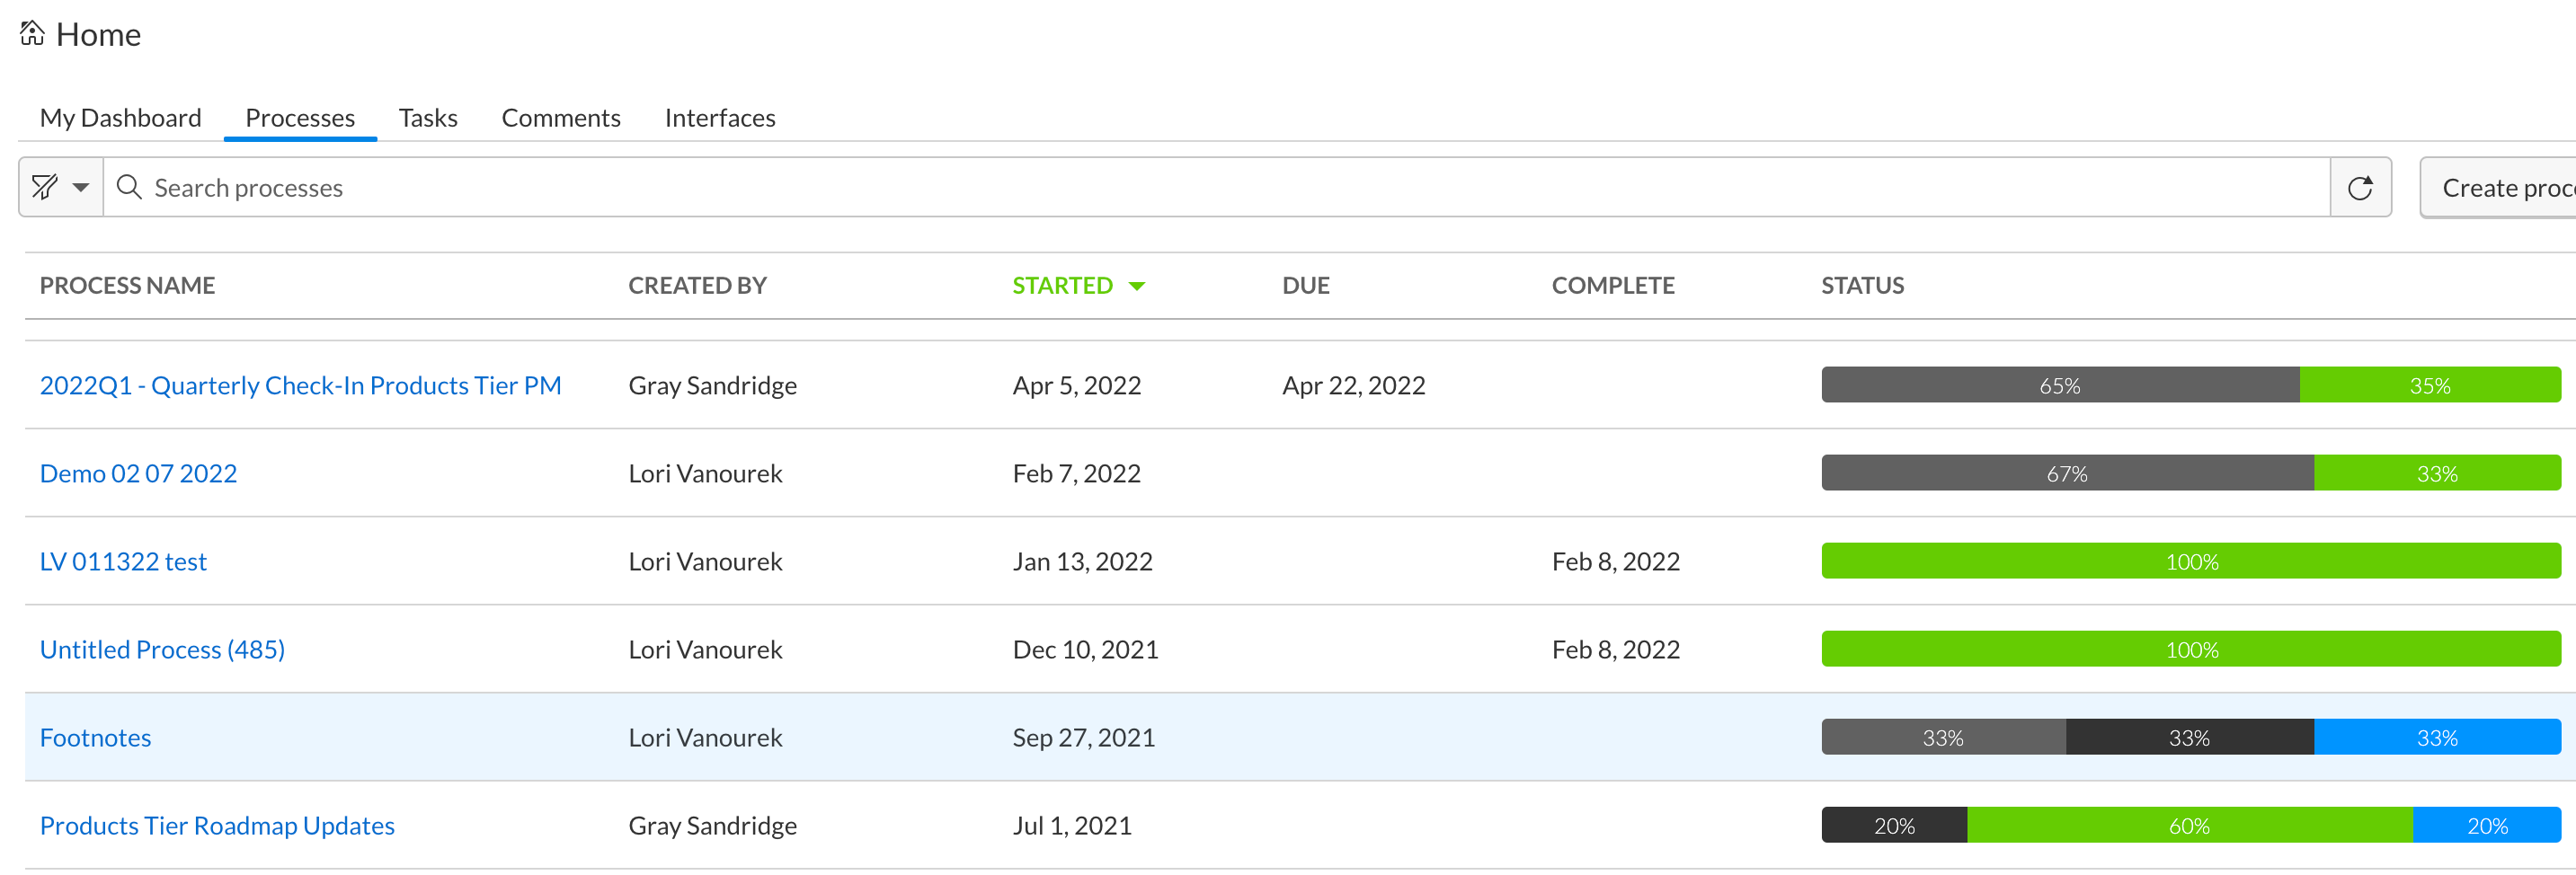 Home
My Dashboard Processes Tasks Comments Interfaces
Search processes Create proc
PROCESS NAME CREATED BY STARTED DUE COMPLETE STATUS
2022Q1 - Quarterly Check-In Products Tier PM Gray Sandridge Apr 5, 2022 Apr 22, 2022 65% 35%
Demo 02 07 2022 Lori Vanourek Feb 7, 2022 67% 33%
LV 011322 test Lori Vanourek Jan 13, 2022 Feb 8, 2022 100%
Untitled Process (485) Lori Vanourek Dec 10, 2021 Feb 8, 2022 100%
Footnotes Lori Vanourek Sep 27, 2021 33% 33% 33%
Products Tier Roadmap Updates Gray Sandridge Jul 1, 2021 20% 60% 20%